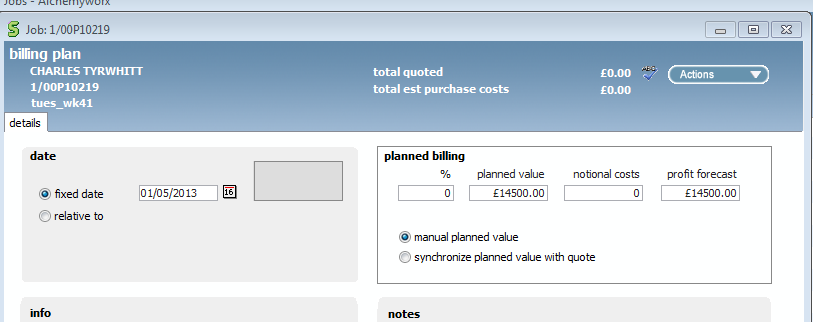 Jobs - Alchemyworx
Job: 1/00P10219
billing plan
CHARLES TYRWHITT
1/00P10219
tues_wk41
total quoted £0.00
total est purchase costs £0.00
ABC
Actions
details
date
fixed date 01/05/2013 16
relative to
planned billing
% planned value notional costs profit forecast
0 £14500.00 0 £14500.00
manual planned value
synchronize planned value with quote
info
notes